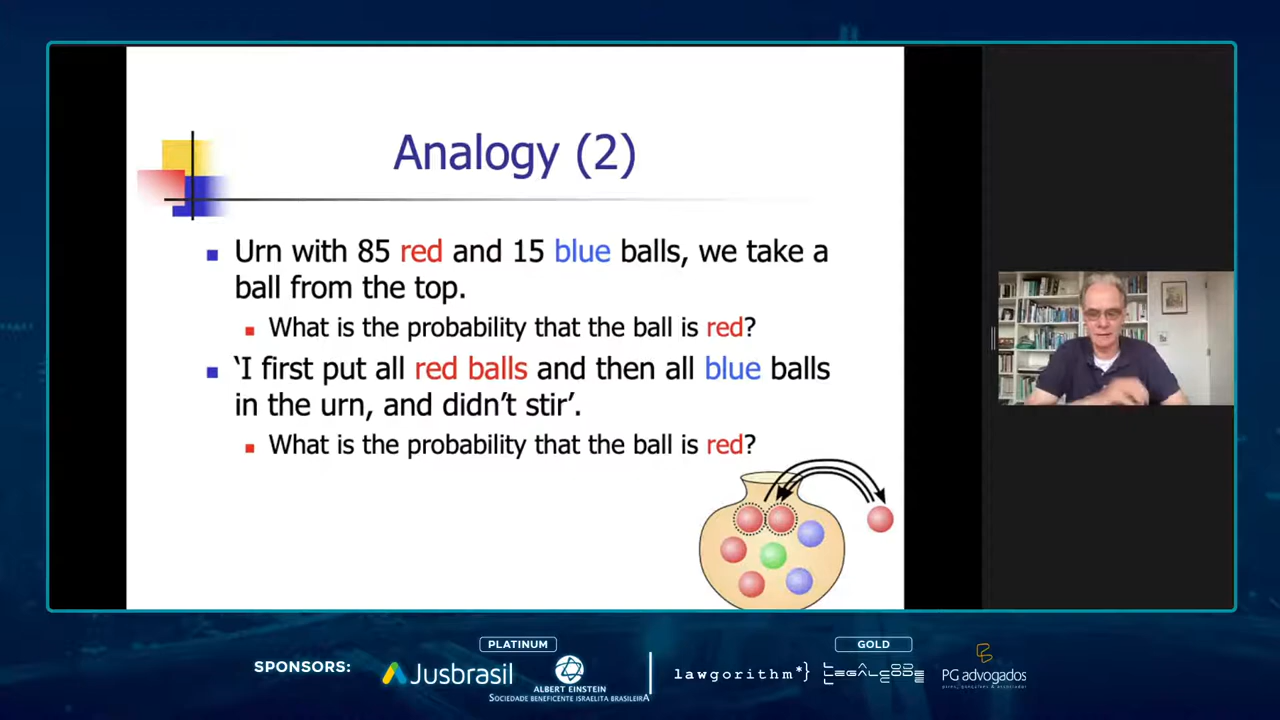 Analogy (2)
Urn with 85 red and 15 blue balls, we take a
ball from the top.
What is the probability that the ball is red?
‘I first put all red balls and then all blue balls
in the urn, and didn’t stir’.
What is the probability that the ball is red?
PLATINUM
GOLD
SPONSORS:
Jusbrasil
ALBERT EINSTEIN
SOCIEDADE BENEFICENTE ISRAELITA BRASILEIRA
lawgorithm*}
LEGALCODE
PG advogados